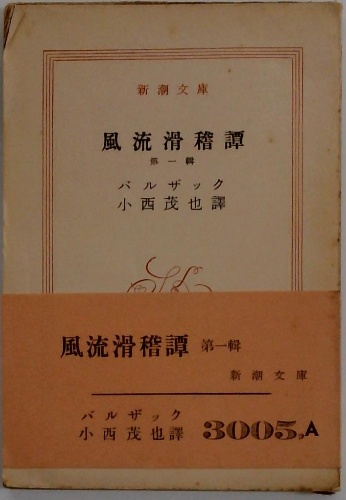 新潮文庫
風流滑稽譚
第一輯
バルザック
小西茂也譯
風流滑稽譚 第一輯
新潮文庫
バルザック
小西茂也譯 3005.A